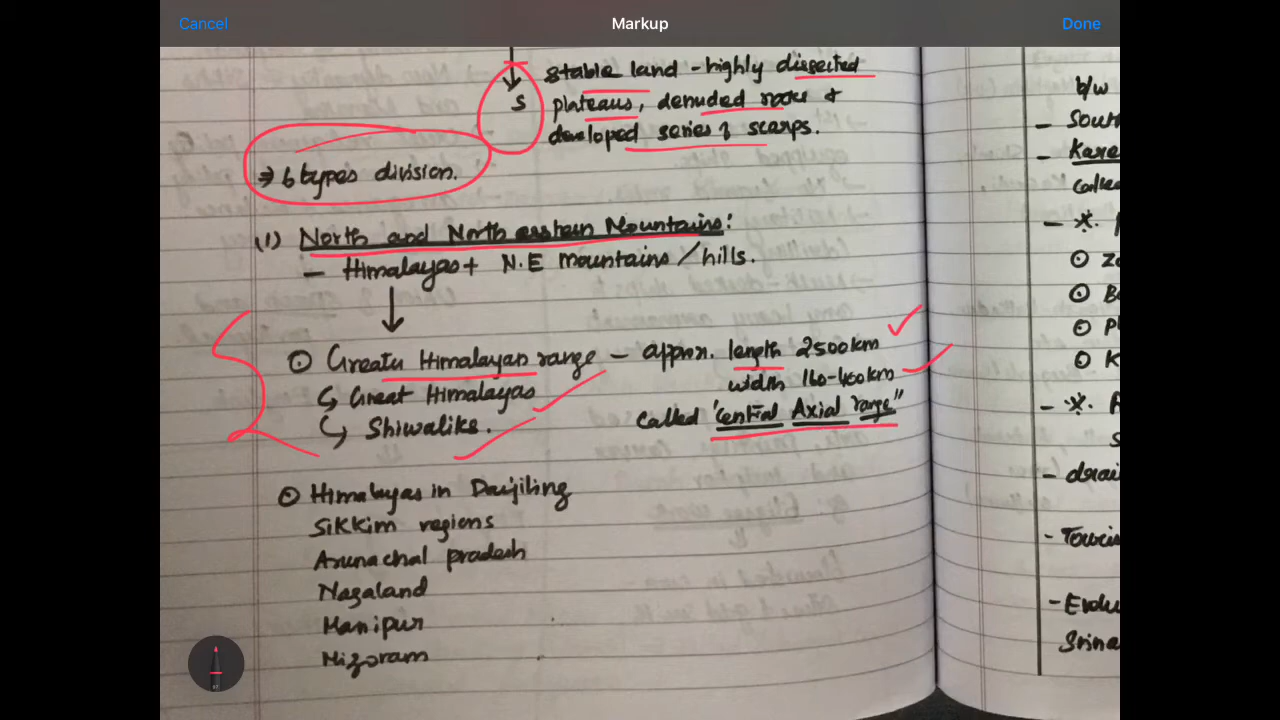 Cancel
Markup
Done
stable land - highly dissected
S plateaus, denuded rocks &
developed series of scarps.
⇒ 6 types division.
(1) North and North eastern Mountains:
- Himalayas + N.E mountains/hills.
⊙ Greater Himalayan range - approx. length 2500km
width 160-400km
↳ Great Himalayas
called "Central Axial range"
↳ Shiwaliks.
⊙ Himalayas in Darjiling
Sikkim regions
Arunachal pradesh
Nagaland
Manipur
Mizoram
b/w
- South
- Kare
called
- *.
⊙
⊙
⊙
⊙ K
- *.
- drai
-
- Evolu
Srina